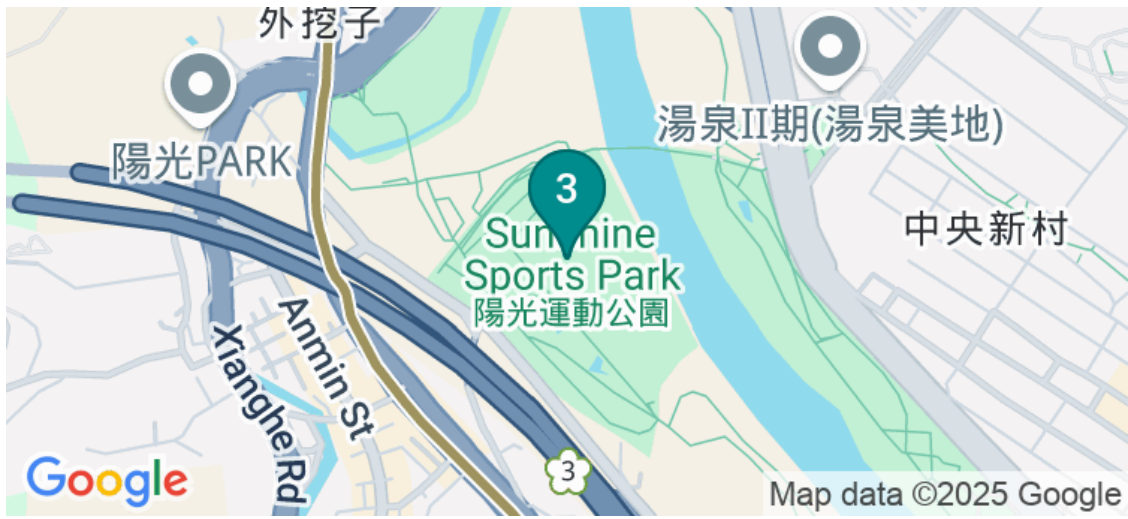 外挖子
陽光PARK
湯泉II期(湯泉美地)
3
Sunshine
Sports Park
陽光運動公園
中央新村
Anmin St
Xianghe Rd
3
Google
Map data ©2025 Google